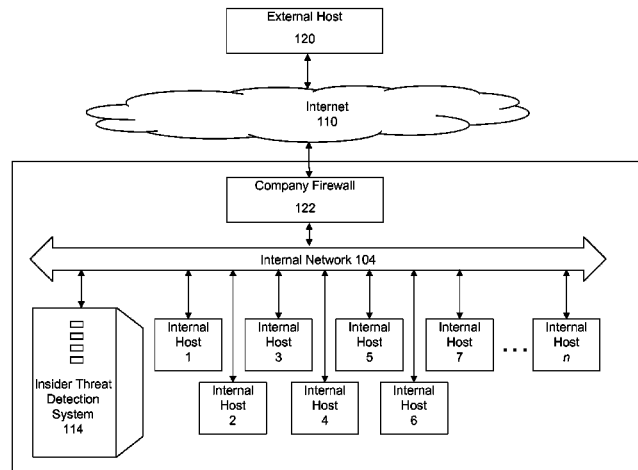 External Host
120
Internet
110
Company Firewall
122
Internal Network 104
Insider Threat
Detection
System
114
Internal
Host
1
Internal
Host
2
Internal
Host
3
Internal
Host
4
Internal
Host
5
Internal
Host
6
Internal
Host
7
...
Internal
Host
n